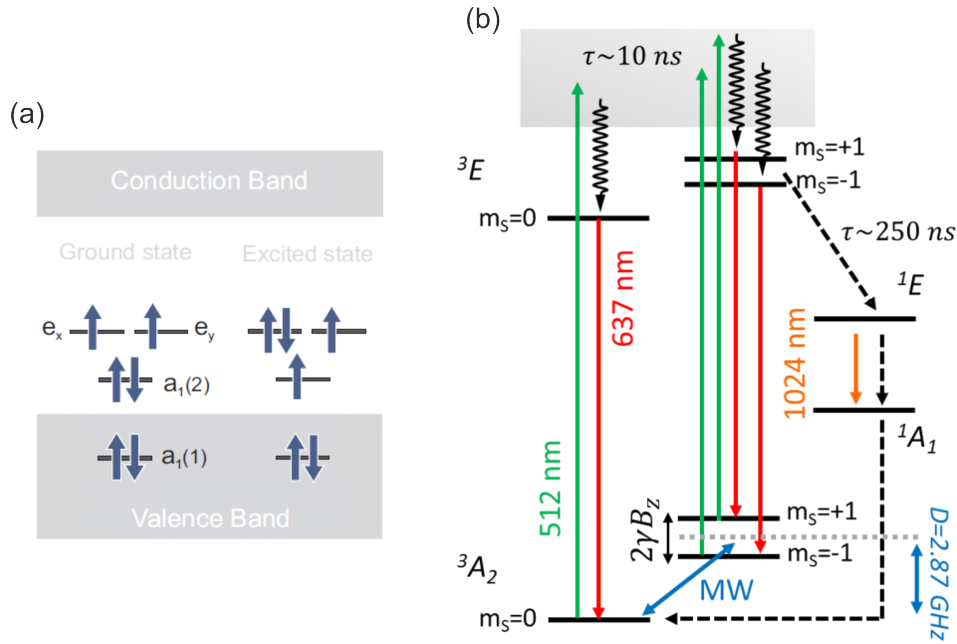 (a)
Conduction Band
Ground state
Excited state
eₓ
e_y
a₁(2)
a₁(1)
Valence Band
(b)
τ~10 ns
³E
mₛ=+1
mₛ=-1
mₛ=0
τ~250 ns
¹E
637 nm
1024 nm
¹A₁
512 nm
2γB_z
mₛ=+1
mₛ=-1
³A₂
MW
D=2.87 GHz
mₛ=0